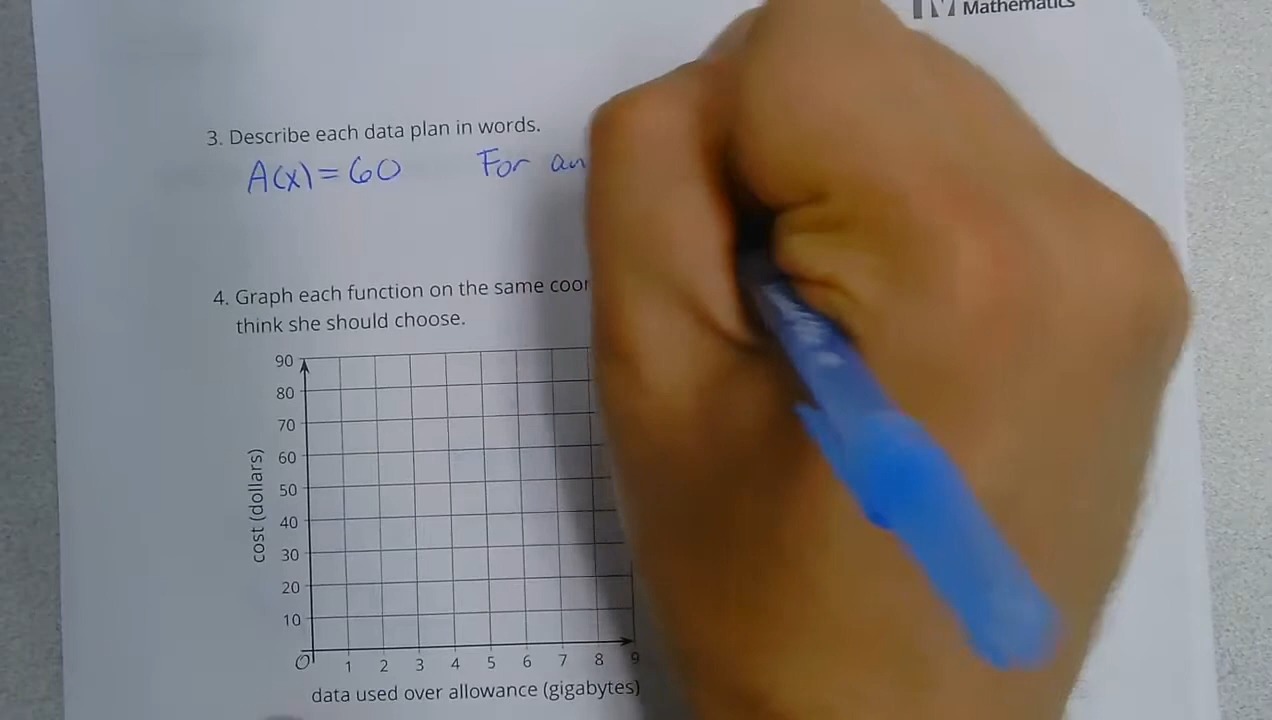 Mathematics
3. Describe each data plan in words.
A(x) = 60 For an
4. Graph each function on the same
think she should choose.
90
80
70
60
50
40
30
20
10
O 1 2 3 4 5 6 7 8 9
cost (dollars)
data used over allowance (gigabytes)